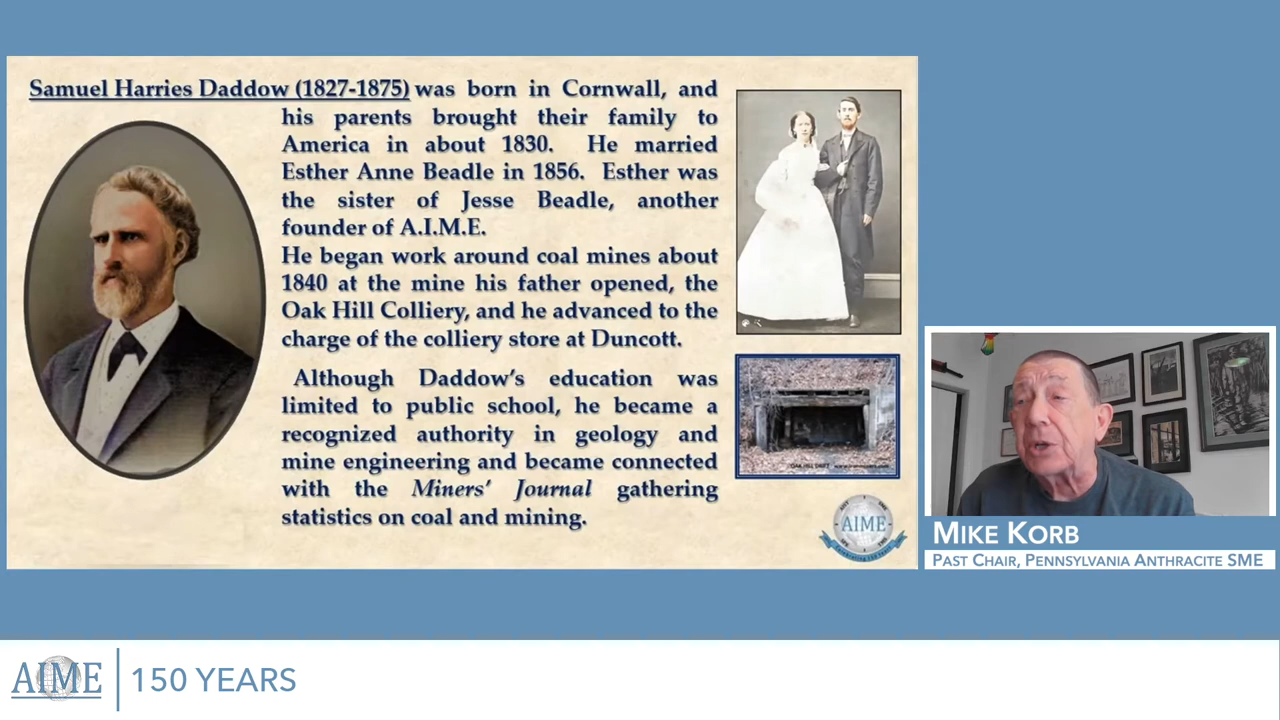 Samuel Harries Daddow (1827-1875) was born in Cornwall, and
his parents brought their family to
America in about 1830. He married
Esther Anne Beadle in 1856. Esther was
the sister of Jesse Beadle, another
founder of A.I.M.E.
He began work around coal mines about
1840 at the mine his father opened, the
Oak Hill Colliery, and he advanced to the
charge of the colliery store at Duncott.
Although Daddow's education was
limited to public school, he became a
recognized authority in geology and
mine engineering and became connected
with the Miners' Journal gathering
statistics on coal and mining.
OAK HILL DRIFT
AIME
MIKE KORB
PAST CHAIR, PENNSYLVANIA ANTHRACITE SME
AIME
150 YEARS